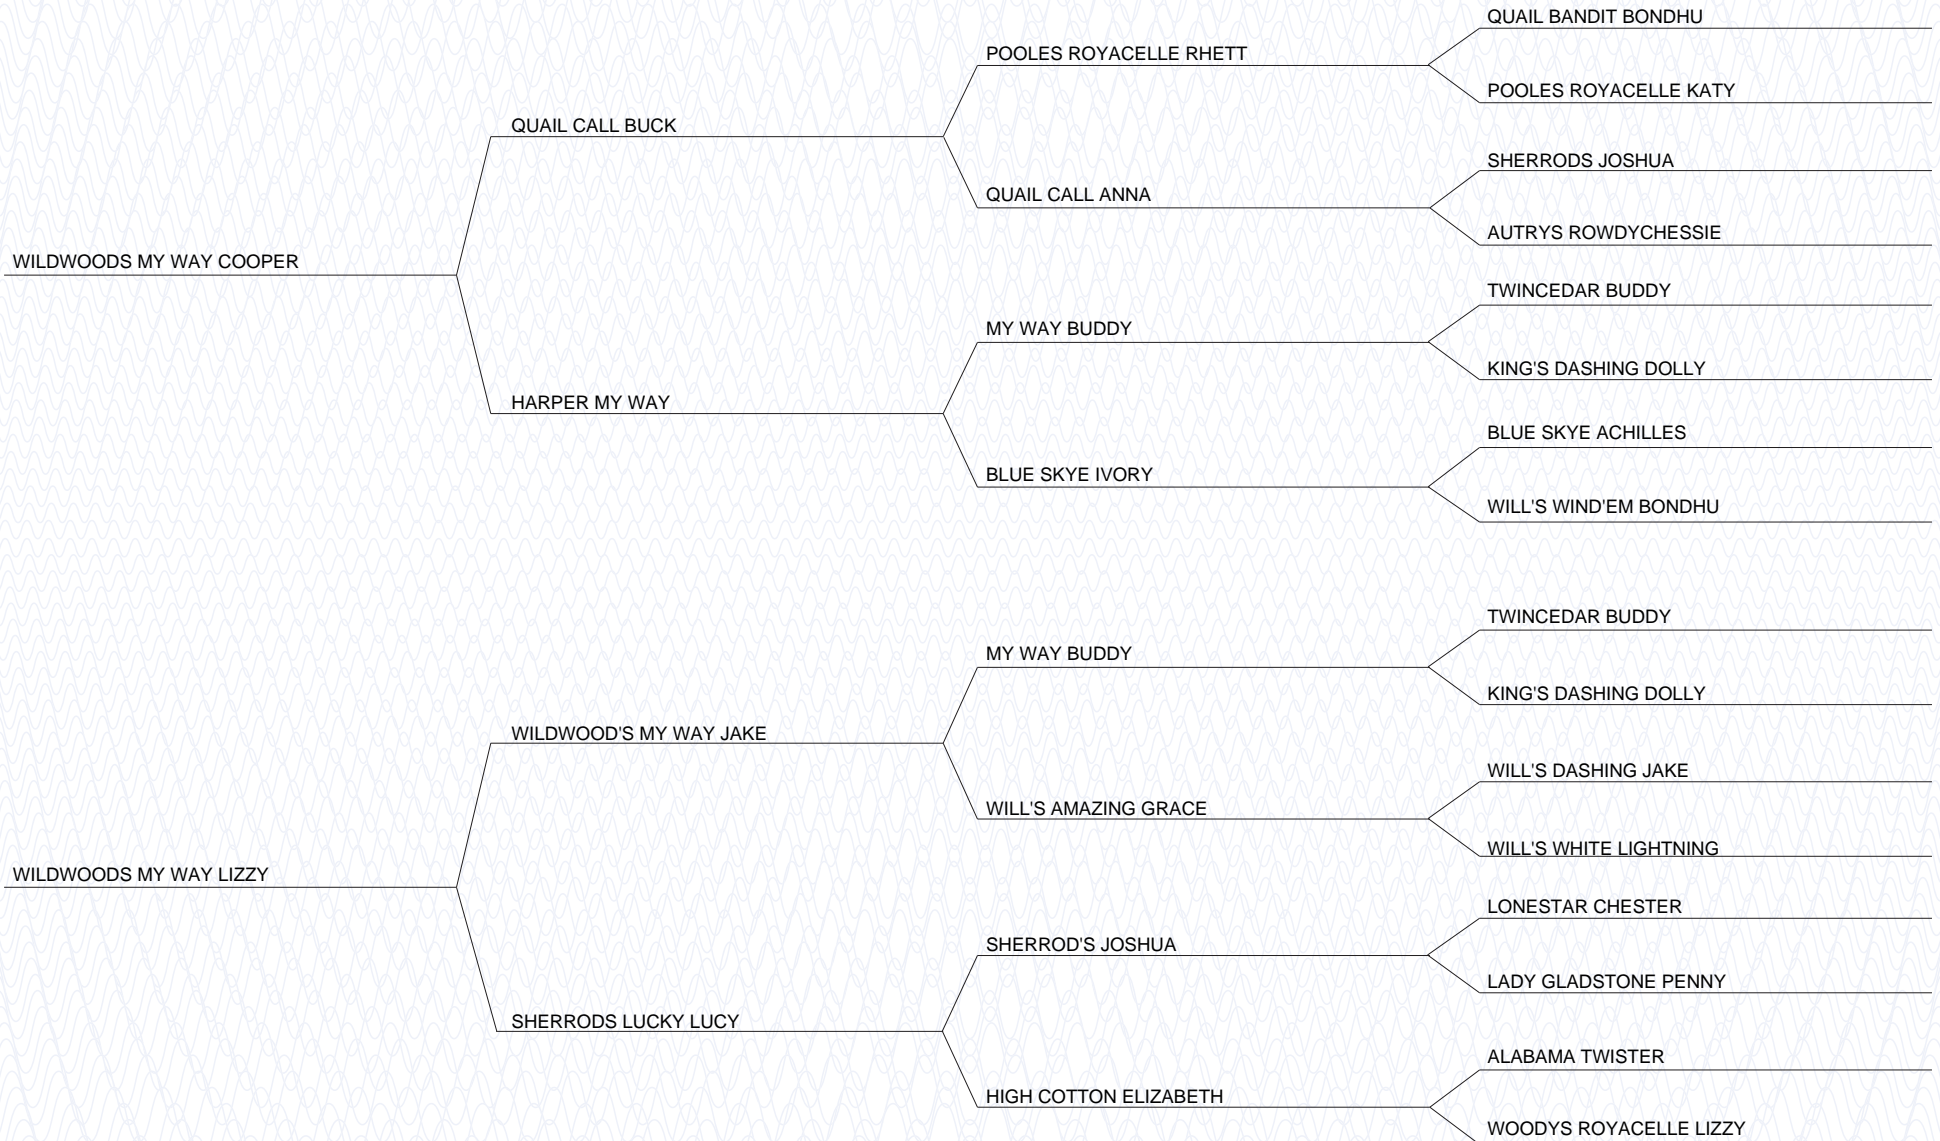 QUAIL BANDIT BONDHU
POOLES ROYACELLE RHETT
POOLES ROYACELLE KATY
QUAIL CALL BUCK
SHERRODS JOSHUA
QUAIL CALL ANNA
AUTRYS ROWDYCHESSIE
WILDWOODS MY WAY COOPER
TWINCEDAR BUDDY
MY WAY BUDDY
KING'S DASHING DOLLY
HARPER MY WAY
BLUE SKYE ACHILLES
BLUE SKYE IVORY
WILL'S WIND'EM BONDHU
TWINCEDAR BUDDY
MY WAY BUDDY
KING'S DASHING DOLLY
WILDWOOD'S MY WAY JAKE
WILL'S DASHING JAKE
WILL'S AMAZING GRACE
WILL'S WHITE LIGHTNING
WILDWOODS MY WAY LIZZY
LONESTAR CHESTER
SHERROD'S JOSHUA
LADY GLADSTONE PENNY
SHERRODS LUCKY LUCY
ALABAMA TWISTER
HIGH COTTON ELIZABETH
WOODYS ROYACELLE LIZZY